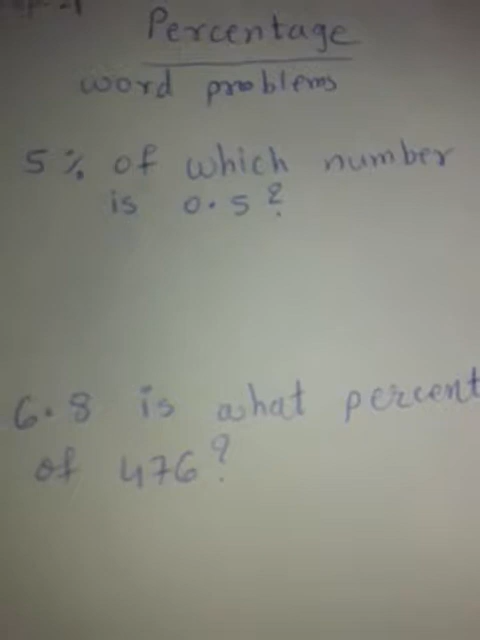 Percentage
word problems
5% of which number
is 0.5?
6.8 is what percent
of 476?